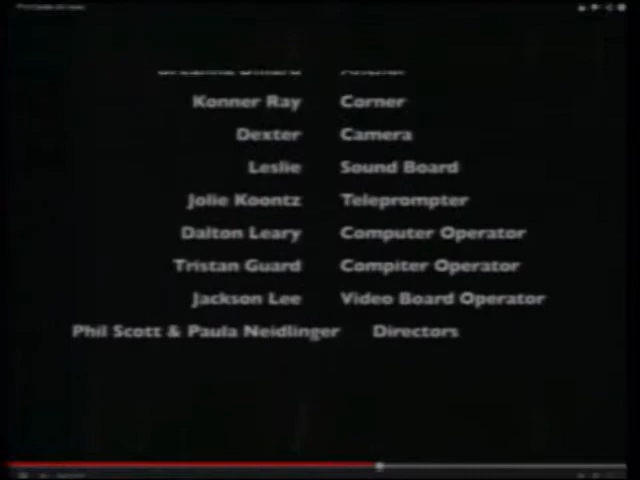 Konner Ray Corner
Dexter Camera
Leslie Sound Board
Jolie Koontz Teleprompter
Dalton Leary Computer Operator
Tristan Guard Compiter Operator
Jackson Lee Video Board Operator
Phil Scott & Paula Neidlinger Directors